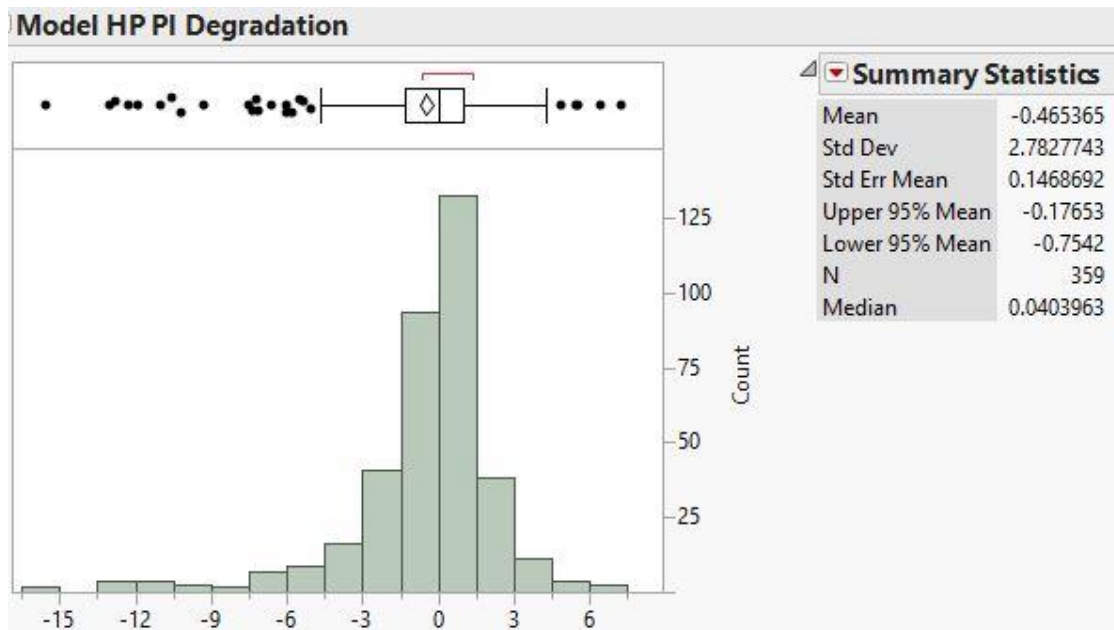 Model HP PI Degradation
Summary Statistics
Mean -0.465365
Std Dev 2.7827743
Std Err Mean 0.1468692
Upper 95% Mean -0.17653
Lower 95% Mean -0.7542
N 359
Median 0.0403963
125
100
75
50
25
Count
-15 -12 -9 -6 -3 0 3 6